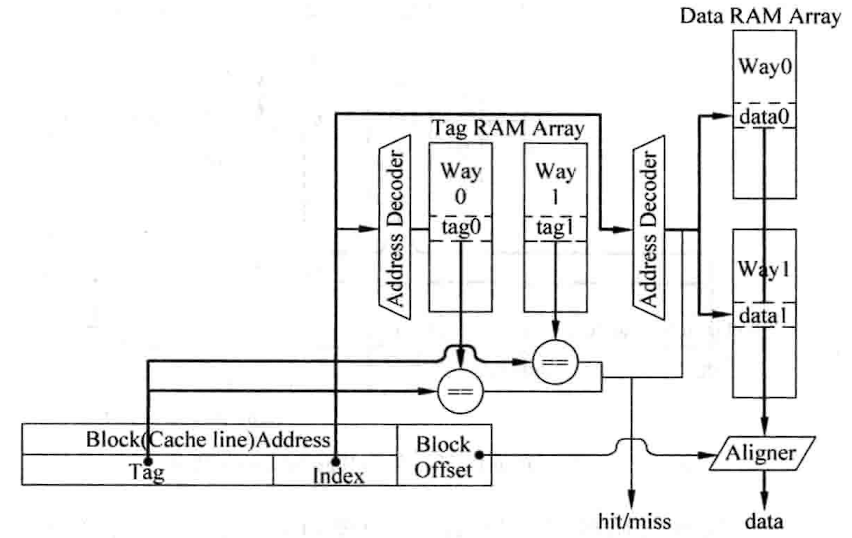 Data RAM Array
Way0
data0
Tag RAM Array
Address Decoder
Way
0
tag0
Way
1
tag1
Address Decoder
Way1
data1
==
==
Block(Cache line)Address
Tag
Index
Block
Offset
Aligner
hit/miss
data